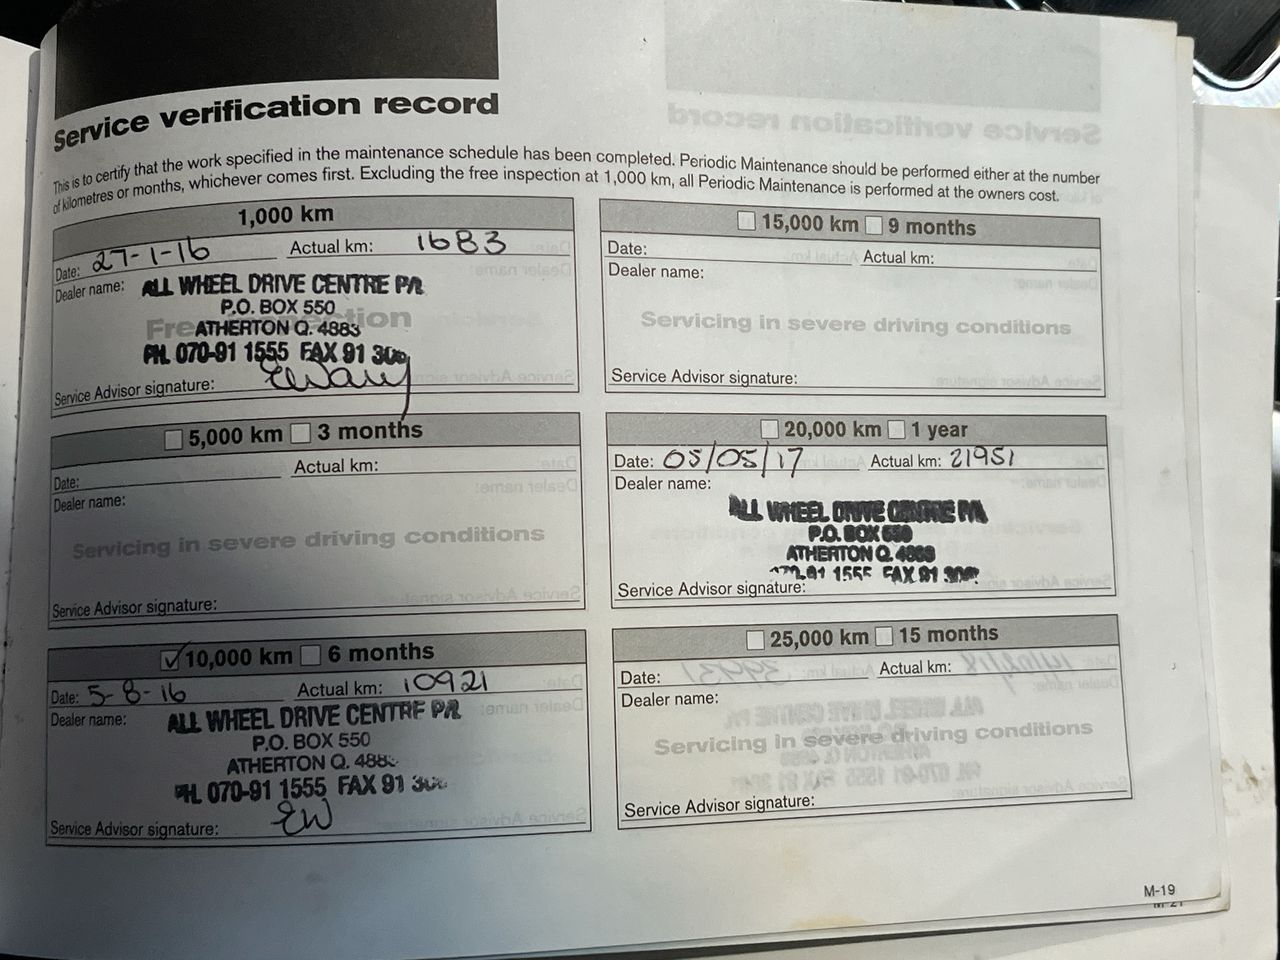 Service verification record
This is to certify that the work specified in the maintenance schedule has been completed. Periodic Maintenance should be performed either at the number
of kilometres or months, whichever comes first. Excluding the free inspection at 1,000 km, all Periodic Maintenance is performed at the owners cost.
1,000 km
Date: 27-1-16 Actual km: 1683
Dealer name: ALL WHEEL DRIVE CENTRE P/L
P.O. BOX 550
Free inspection
ATHERTON Q. 4883
PH. 070-91 1555 FAX 91
Service Advisor signature:
5,000 km 3 months
Date: Actual km:
Dealer name:
Servicing in severe driving conditions
Service Advisor signature:
10,000 km 6 months
Date: 5-8-16 Actual km: 10921
Dealer name: ALL WHEEL DRIVE CENTRE P/L
P.O. BOX 550
ATHERTON Q.
PH. 070-91 1555 FAX 91
Service Advisor signature: EW
15,000 km 9 months
Date: Actual km:
Dealer name:
Servicing in severe driving conditions
Service Advisor signature:
20,000 km 1 year
Date: 05/05/17 Actual km: 21951
Dealer name:
ALL WHEEL DRIVE CENTRE P/L
P.O. BOX 550
ATHERTON Q. 4883
1555 FAX 91
Service Advisor signature:
25,000 km 15 months
Date: Actual km:
Dealer name:
Servicing in severe driving conditions
Service Advisor signature:
M-19
M-21